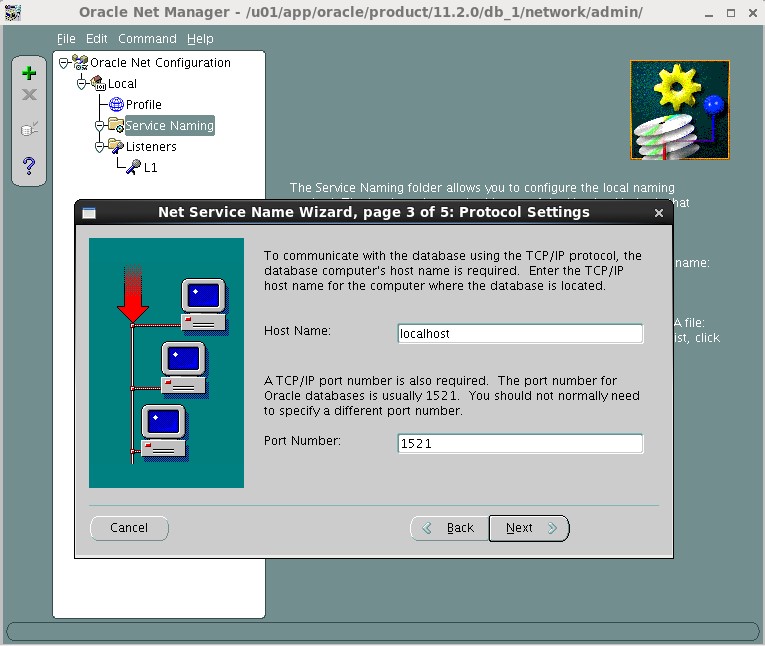 Oracle Net Manager - /u01/app/oracle/product/11.2.0/db_1/network/admin/
File Edit Command Help
Oracle Net Configuration
Local
Profile
Service Naming
Listeners
L1
The Service Naming folder allows you to configure the local naming
hat
name:
A file:
ist, click
Net Service Name Wizard, page 3 of 5: Protocol Settings
To communicate with the database using the TCP/IP protocol, the
database computer's host name is required. Enter the TCP/IP
host name for the computer where the database is located.
Host Name:
localhost
A TCP/IP port number is also required. The port number for
Oracle databases is usually 1521. You should not normally need
to specify a different port number.
Port Number:
1521
Cancel
Back
Next